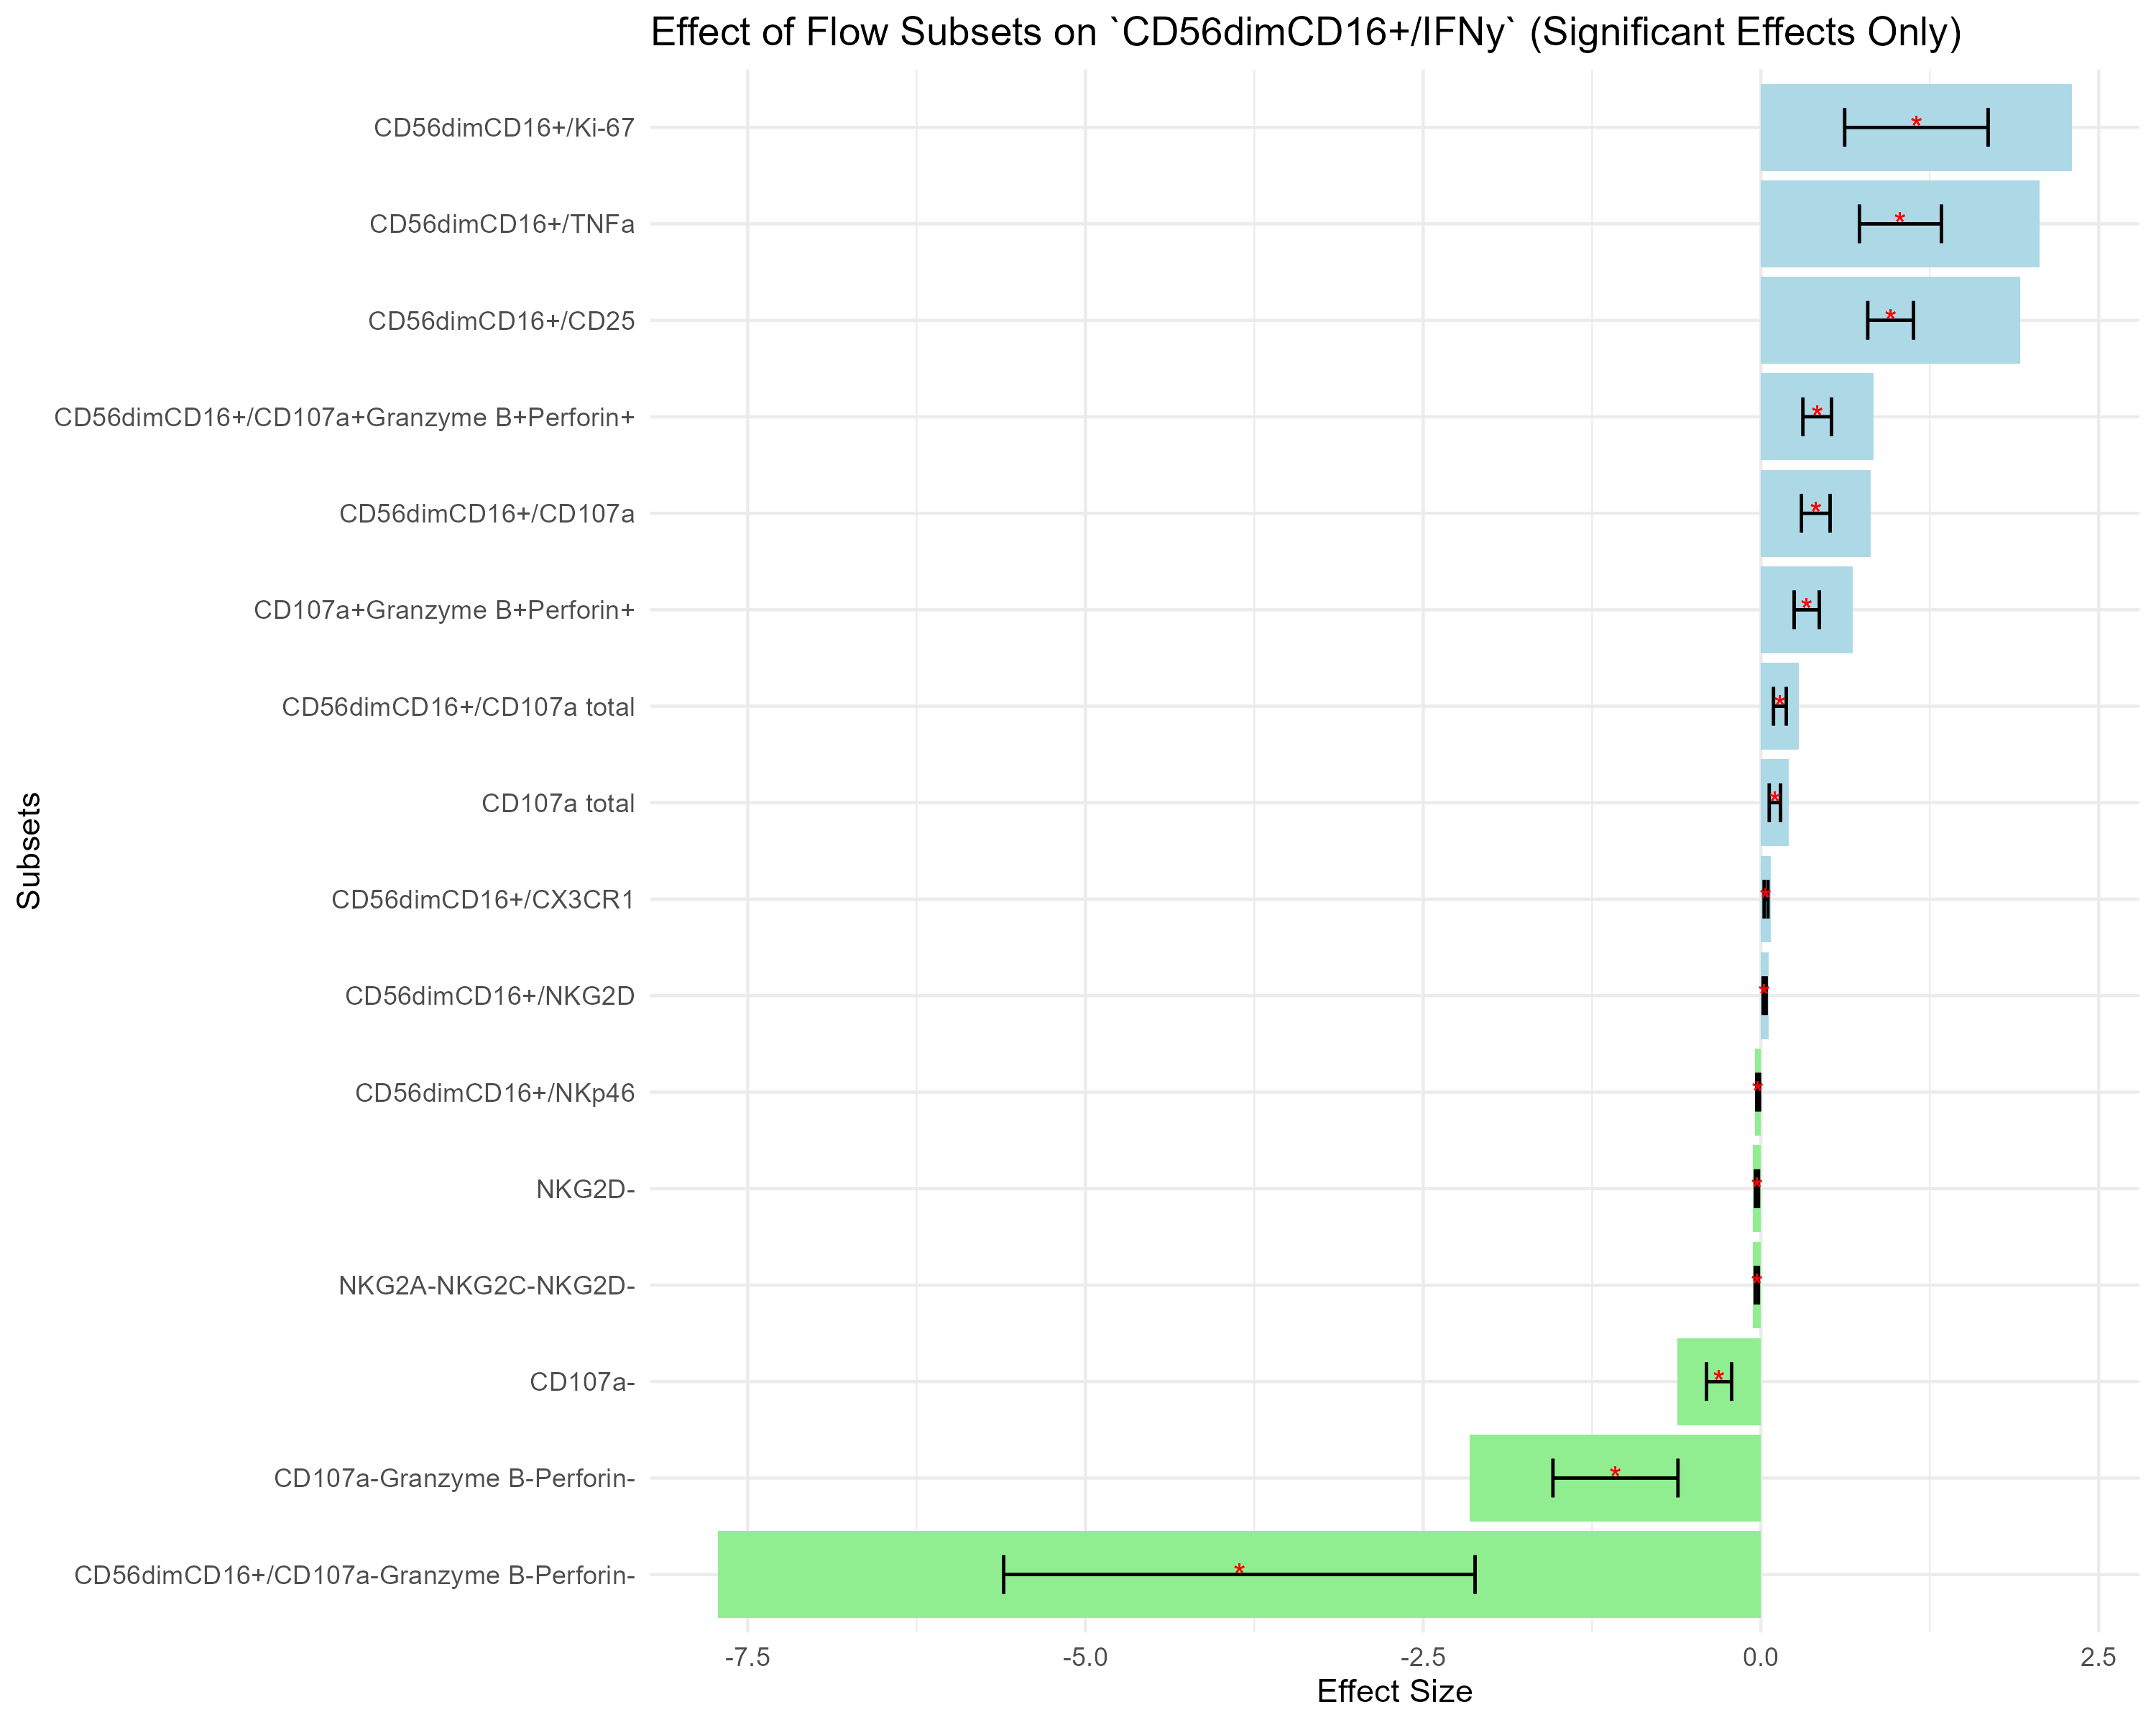 Effect of Flow Subsets on `CD56dimCD16+/IFNy` (Significant Effects Only)
CD56dimCD16+/Ki-67
CD56dimCD16+/TNFa
CD56dimCD16+/CD25
CD56dimCD16+/CD107a+Granzyme B+Perforin+
CD56dimCD16+/CD107a
CD107a+Granzyme B+Perforin+
CD56dimCD16+/CD107a total
CD107a total
CD56dimCD16+/CX3CR1
CD56dimCD16+/NKG2D
CD56dimCD16+/NKp46
NKG2D-
NKG2A-NKG2C-NKG2D-
CD107a-
CD107a-Granzyme B-Perforin-
CD56dimCD16+/CD107a-Granzyme B-Perforin-
Subsets
-7.5 -5.0 -2.5 0.0 2.5
Effect Size